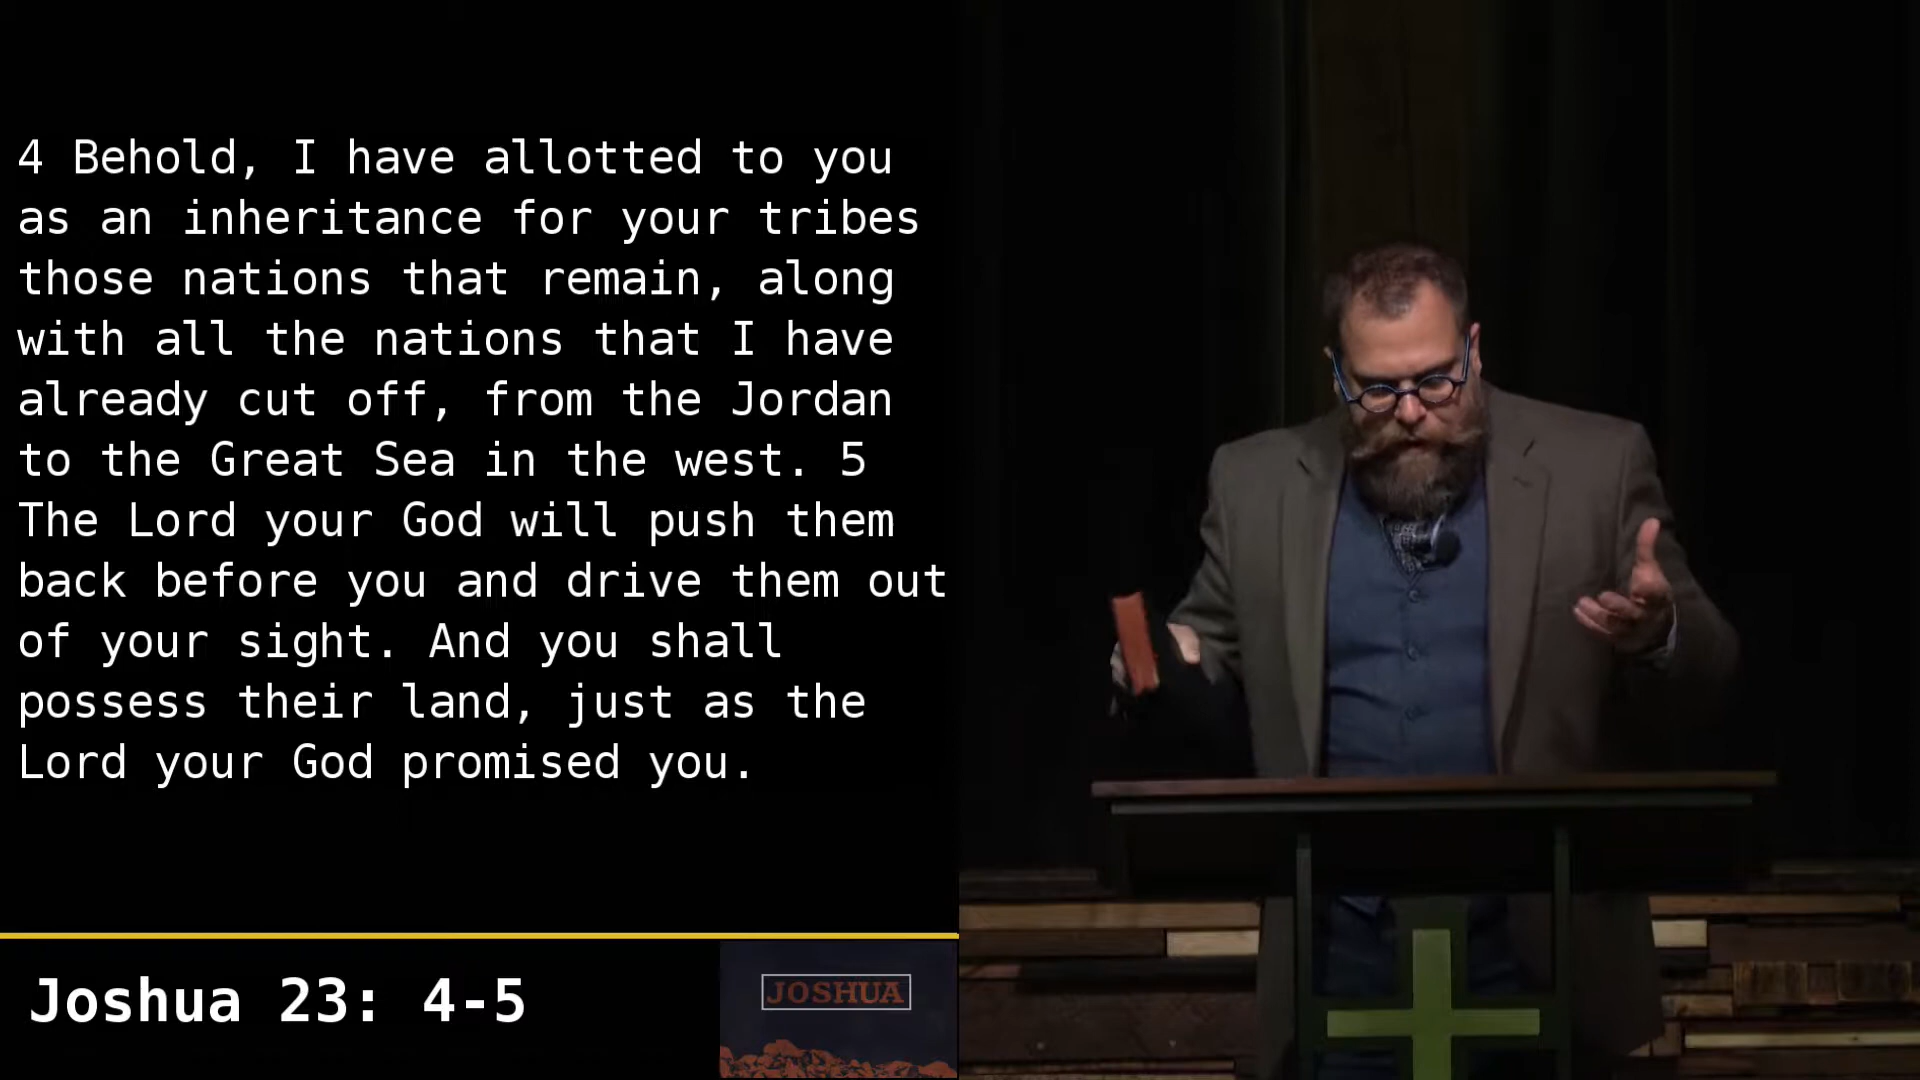 4 Behold, I have allotted to you
as an inheritance for your tribes
those nations that remain, along
with all the nations that I have
already cut off, from the Jordan
to the Great Sea in the west. 5
The Lord your God will push them
back before you and drive them out
of your sight. And you shall
possess their land, just as the
Lord your God promised you.
Joshua 23: 4-5
JOSHUA